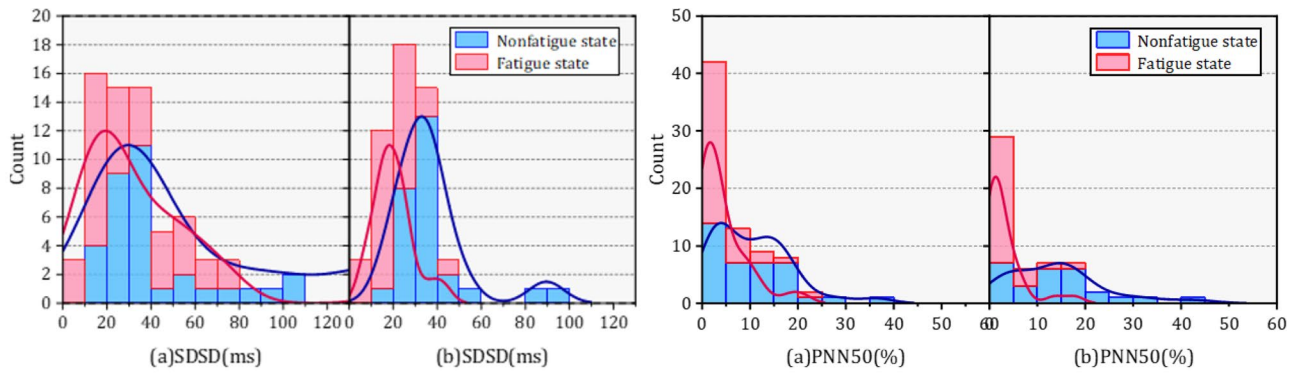 20
18
16
14
12
10
8
6
4
2
0
Count
Nonfatigue state
Fatigue state
0 20 40 60 80 100 120 0 20 40 60 80 100 120
(a)SDSD(ms) (b)SDSD(ms)
50
40
30
20
10
0
Count
Nonfatigue state
Fatigue state
0 10 20 30 40 50 60 0 10 20 30 40 50 60
(a)PNN50(%) (b)PNN50(%)